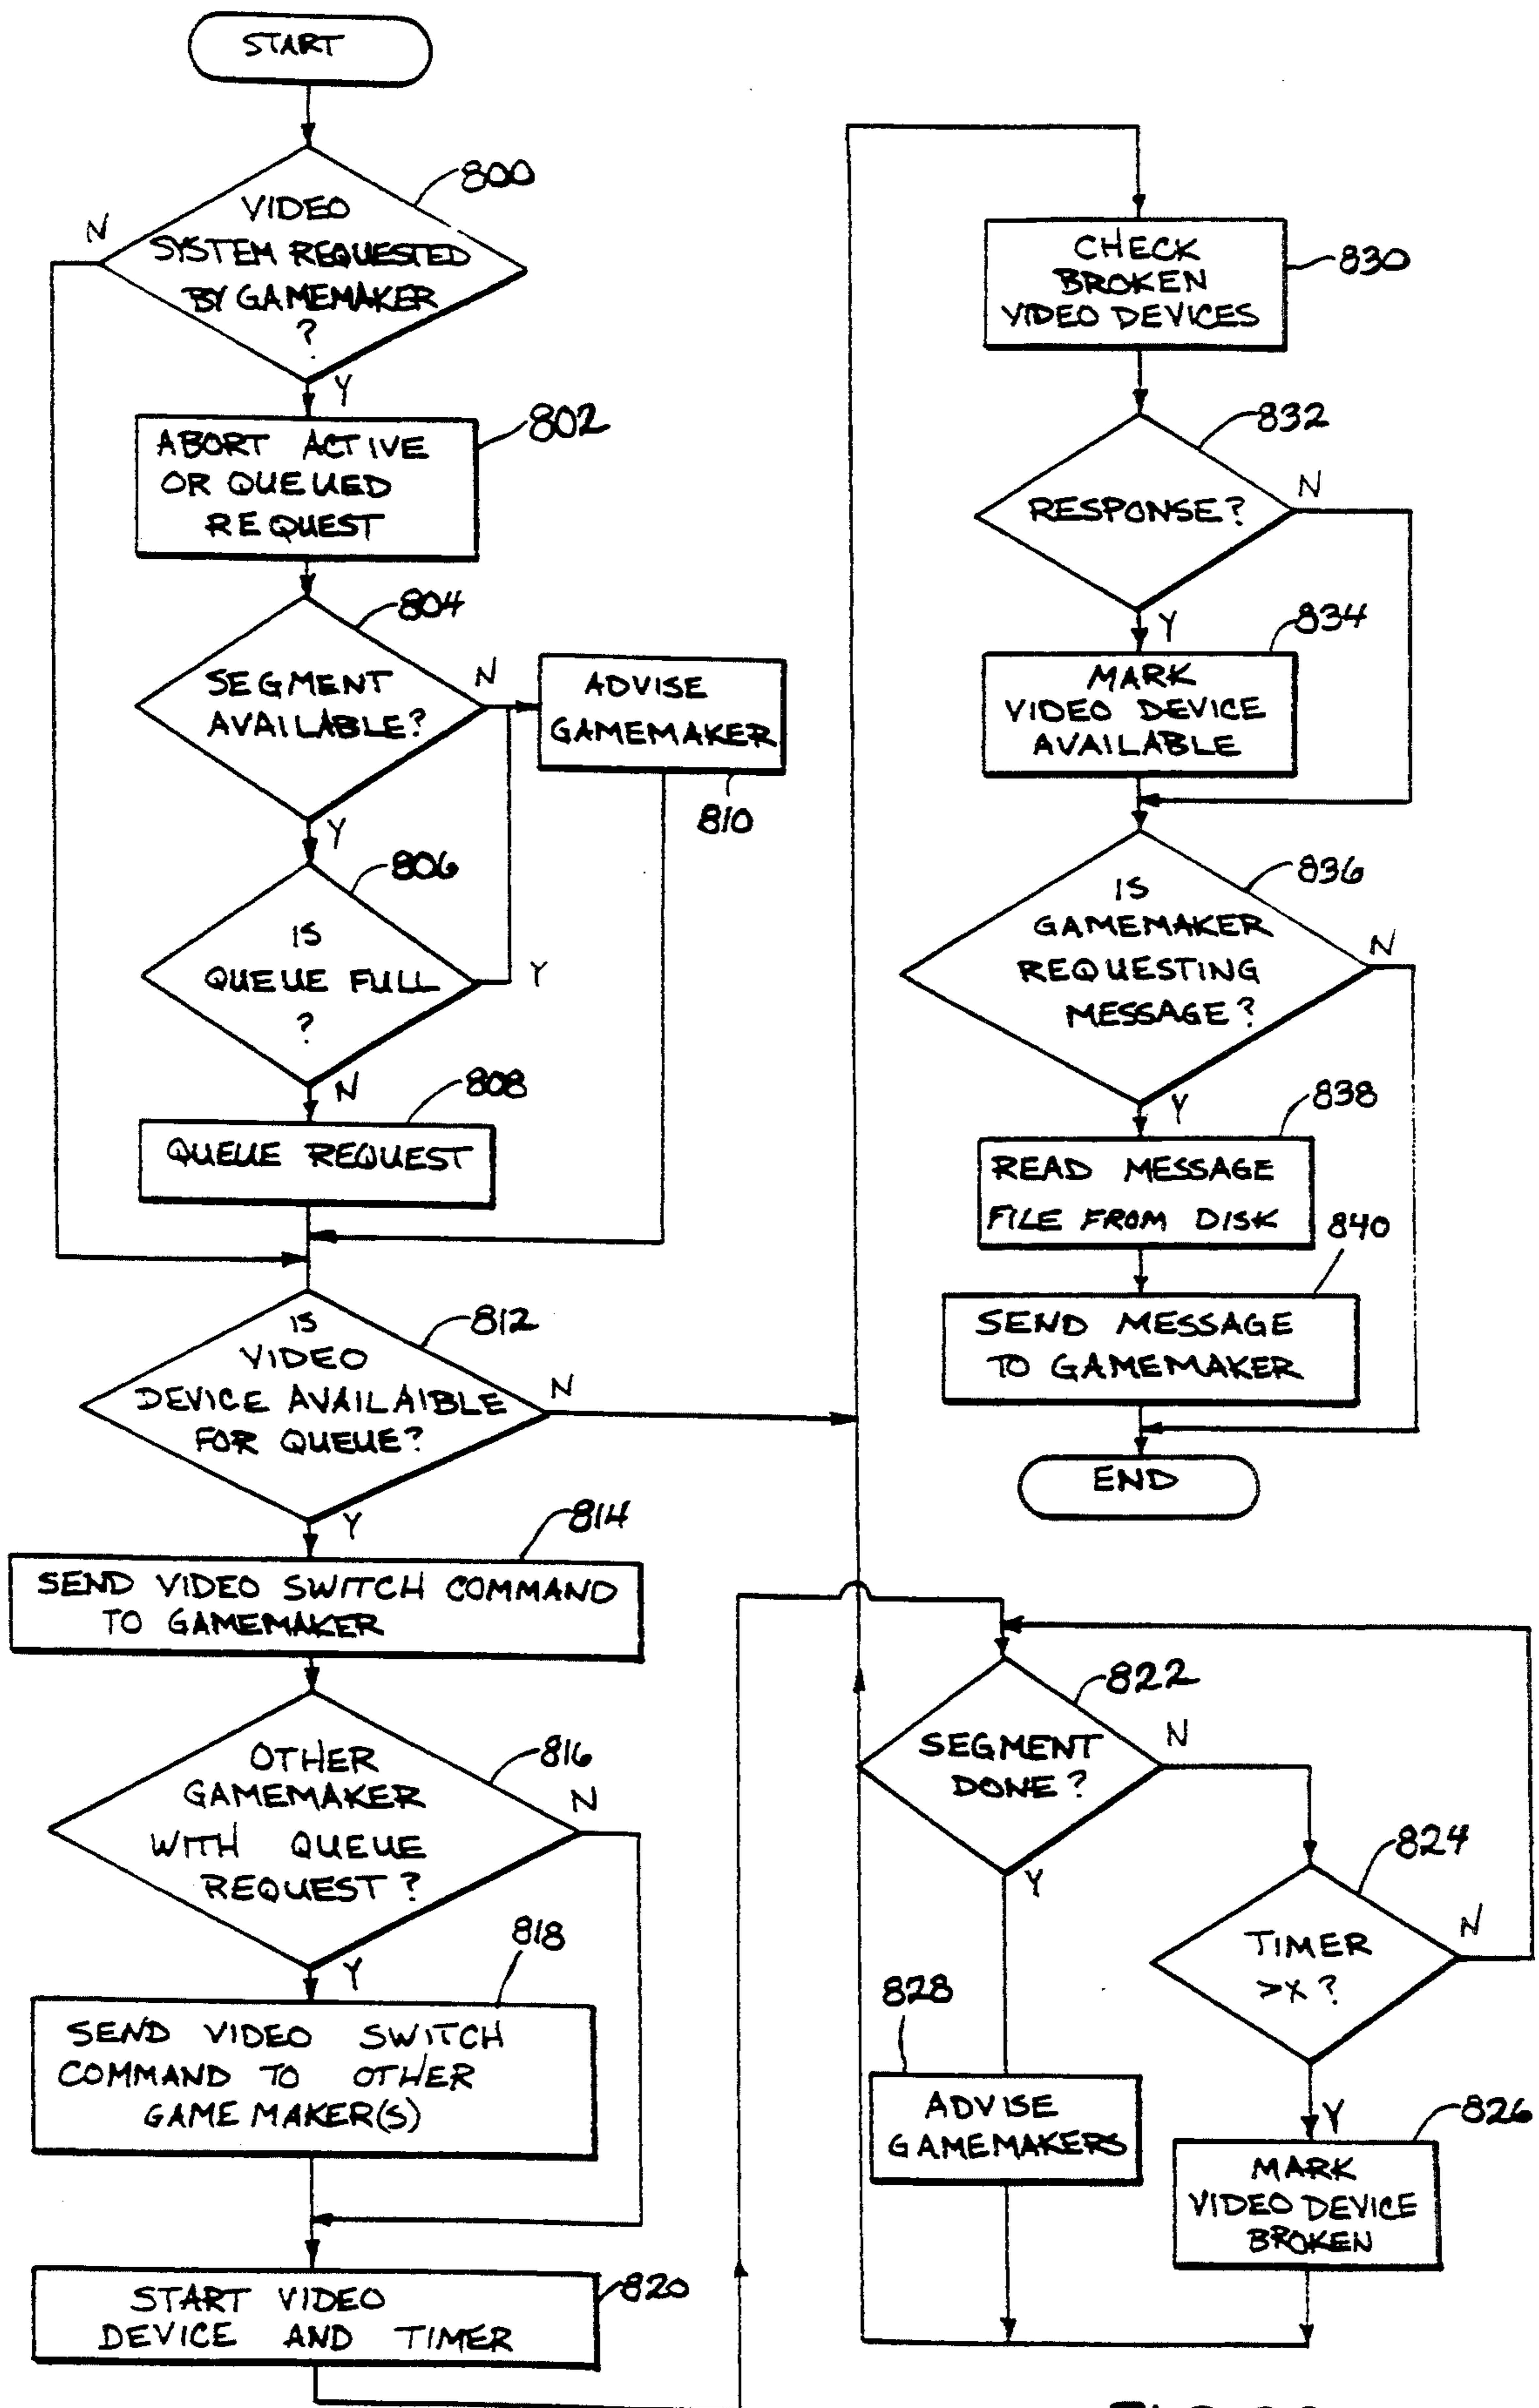 START
800
VIDEO
SYSTEM REQUESTED
BY GAMEMAKER
?
N
Y
802
ABORT ACTIVE
OR QUEUED
REQUEST
804
SEGMENT
AVAILABLE?
N
Y
ADVISE
GAMEMAKER
810
806
IS
QUEUE FULL
?
Y
N
808
QUEUE REQUEST
812
IS
VIDEO
DEVICE AVAILAIBLE
FOR QUEUE?
N
Y
814
SEND VIDEO SWITCH COMMAND
TO GAMEMAKER
816
OTHER
GAMEMAKER
WITH QUEUE
REQUEST?
N
Y
818
SEND VIDEO SWITCH
COMMAND TO OTHER
GAME MAKER(S)
820
START VIDEO
DEVICE AND TIMER
830
CHECK
BROKEN
VIDEO DEVICES
832
RESPONSE?
N
Y
834
MARK
VIDEO DEVICE
AVAILABLE
836
IS
GAMEMAKER
REQUESTING
MESSAGE?
N
Y
838
READ MESSAGE
FILE FROM DISK
840
SEND MESSAGE
TO GAMEMAKER
END
822
SEGMENT
DONE?
N
Y
824
TIMER
>X?
N
Y
828
ADVISE
GAMEMAKERS
826
MARK
VIDEO DEVICE
BROKEN